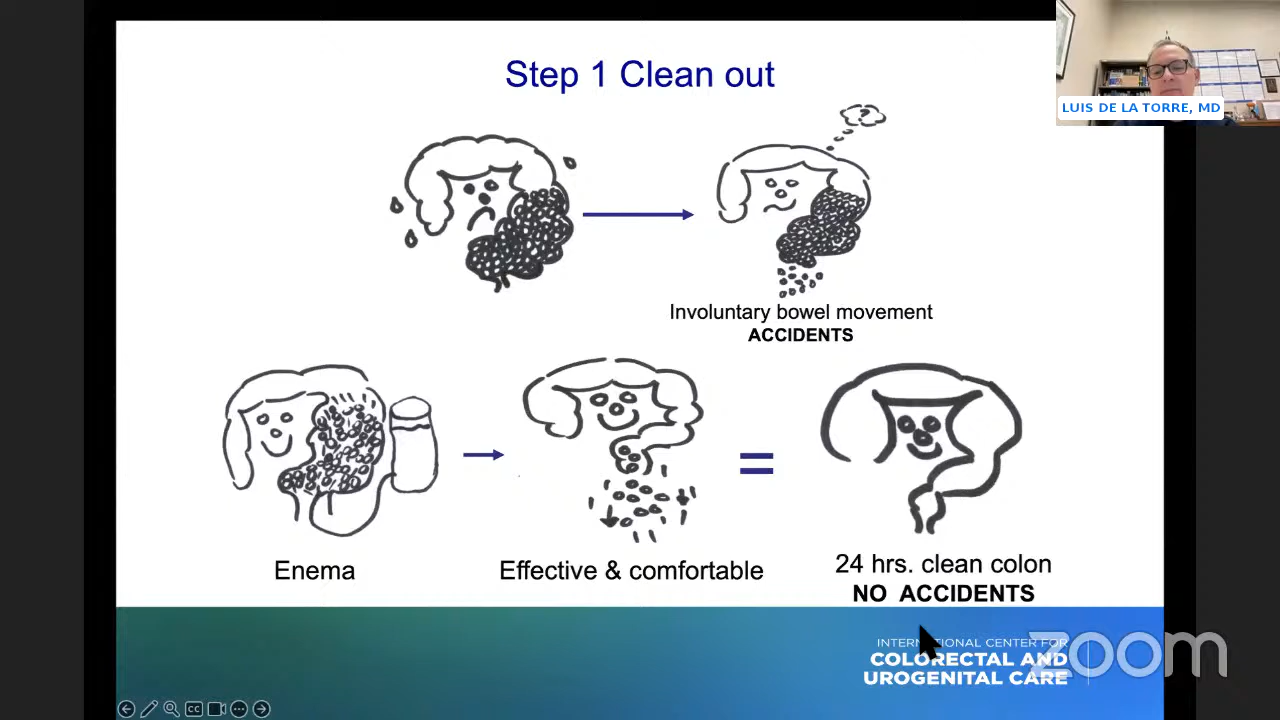 Step 1 Clean out
LUIS DE LA TORRE, MD
?
Involuntary bowel movement
ACCIDENTS
Enema
Effective & comfortable
=
24 hrs. clean colon
NO ACCIDENTS
INTERNATIONAL CENTER FOR
COLORECTAL AND
UROGENITAL CARE
zoom
CC